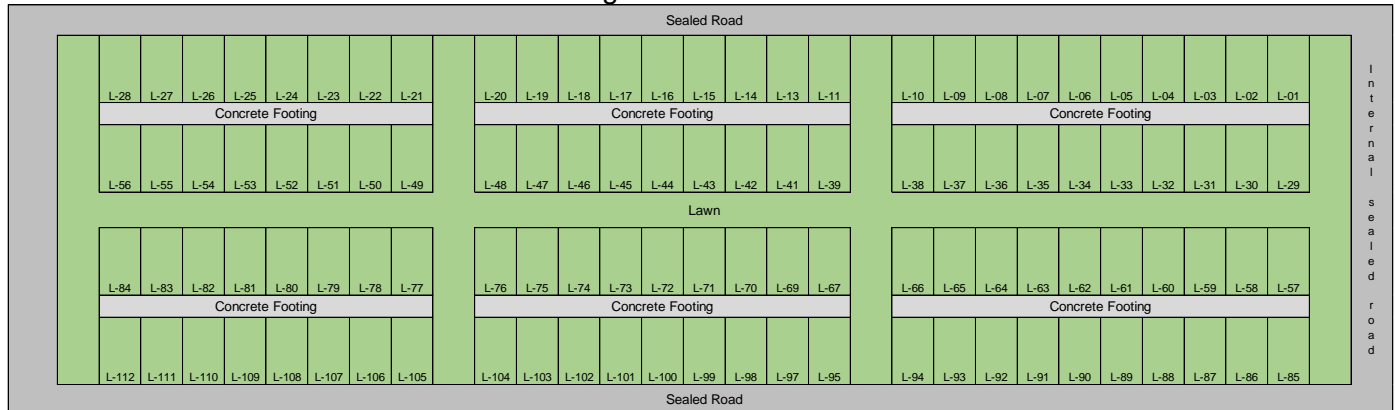 Sealed Road
L-28 L-27 L-26 L-25 L-24 L-23 L-22 L-21 L-20 L-19 L-18 L-17 L-16 L-15 L-14 L-13 L-11 L-10 L-09 L-08 L-07 L-06 L-05 L-04 L-03 L-02 L-01
Concrete Footing Concrete Footing Concrete Footing
L-56 L-55 L-54 L-53 L-52 L-51 L-50 L-49 L-48 L-47 L-46 L-45 L-44 L-43 L-42 L-41 L-39 L-38 L-37 L-36 L-35 L-34 L-33 L-32 L-31 L-30 L-29
Lawn
L-84 L-83 L-82 L-81 L-80 L-79 L-78 L-77 L-76 L-75 L-74 L-73 L-72 L-71 L-70 L-69 L-67 L-66 L-65 L-64 L-63 L-62 L-61 L-60 L-59 L-58 L-57
Concrete Footing Concrete Footing Concrete Footing
L-112 L-111 L-110 L-109 L-108 L-107 L-106 L-105 L-104 L-103 L-102 L-101 L-100 L-99 L-98 L-97 L-95 L-94 L-93 L-92 L-91 L-90 L-89 L-88 L-87 L-86 L-85
Sealed Road
Internal sealed road